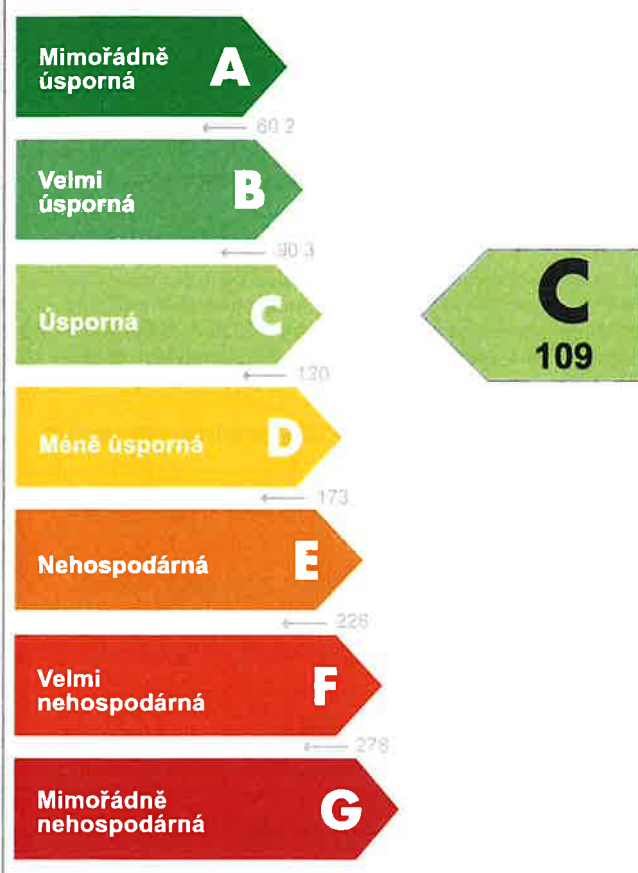 Mimořádně
úsporná
A
60.2
Velmi
úsporná
B
90.3
Úsporná
C
120
C
109
Méně úsporná
D
173
Nehospodárná
E
226
Velmi
nehospodárná
F
278
Mimořádně
nehospodárná
G